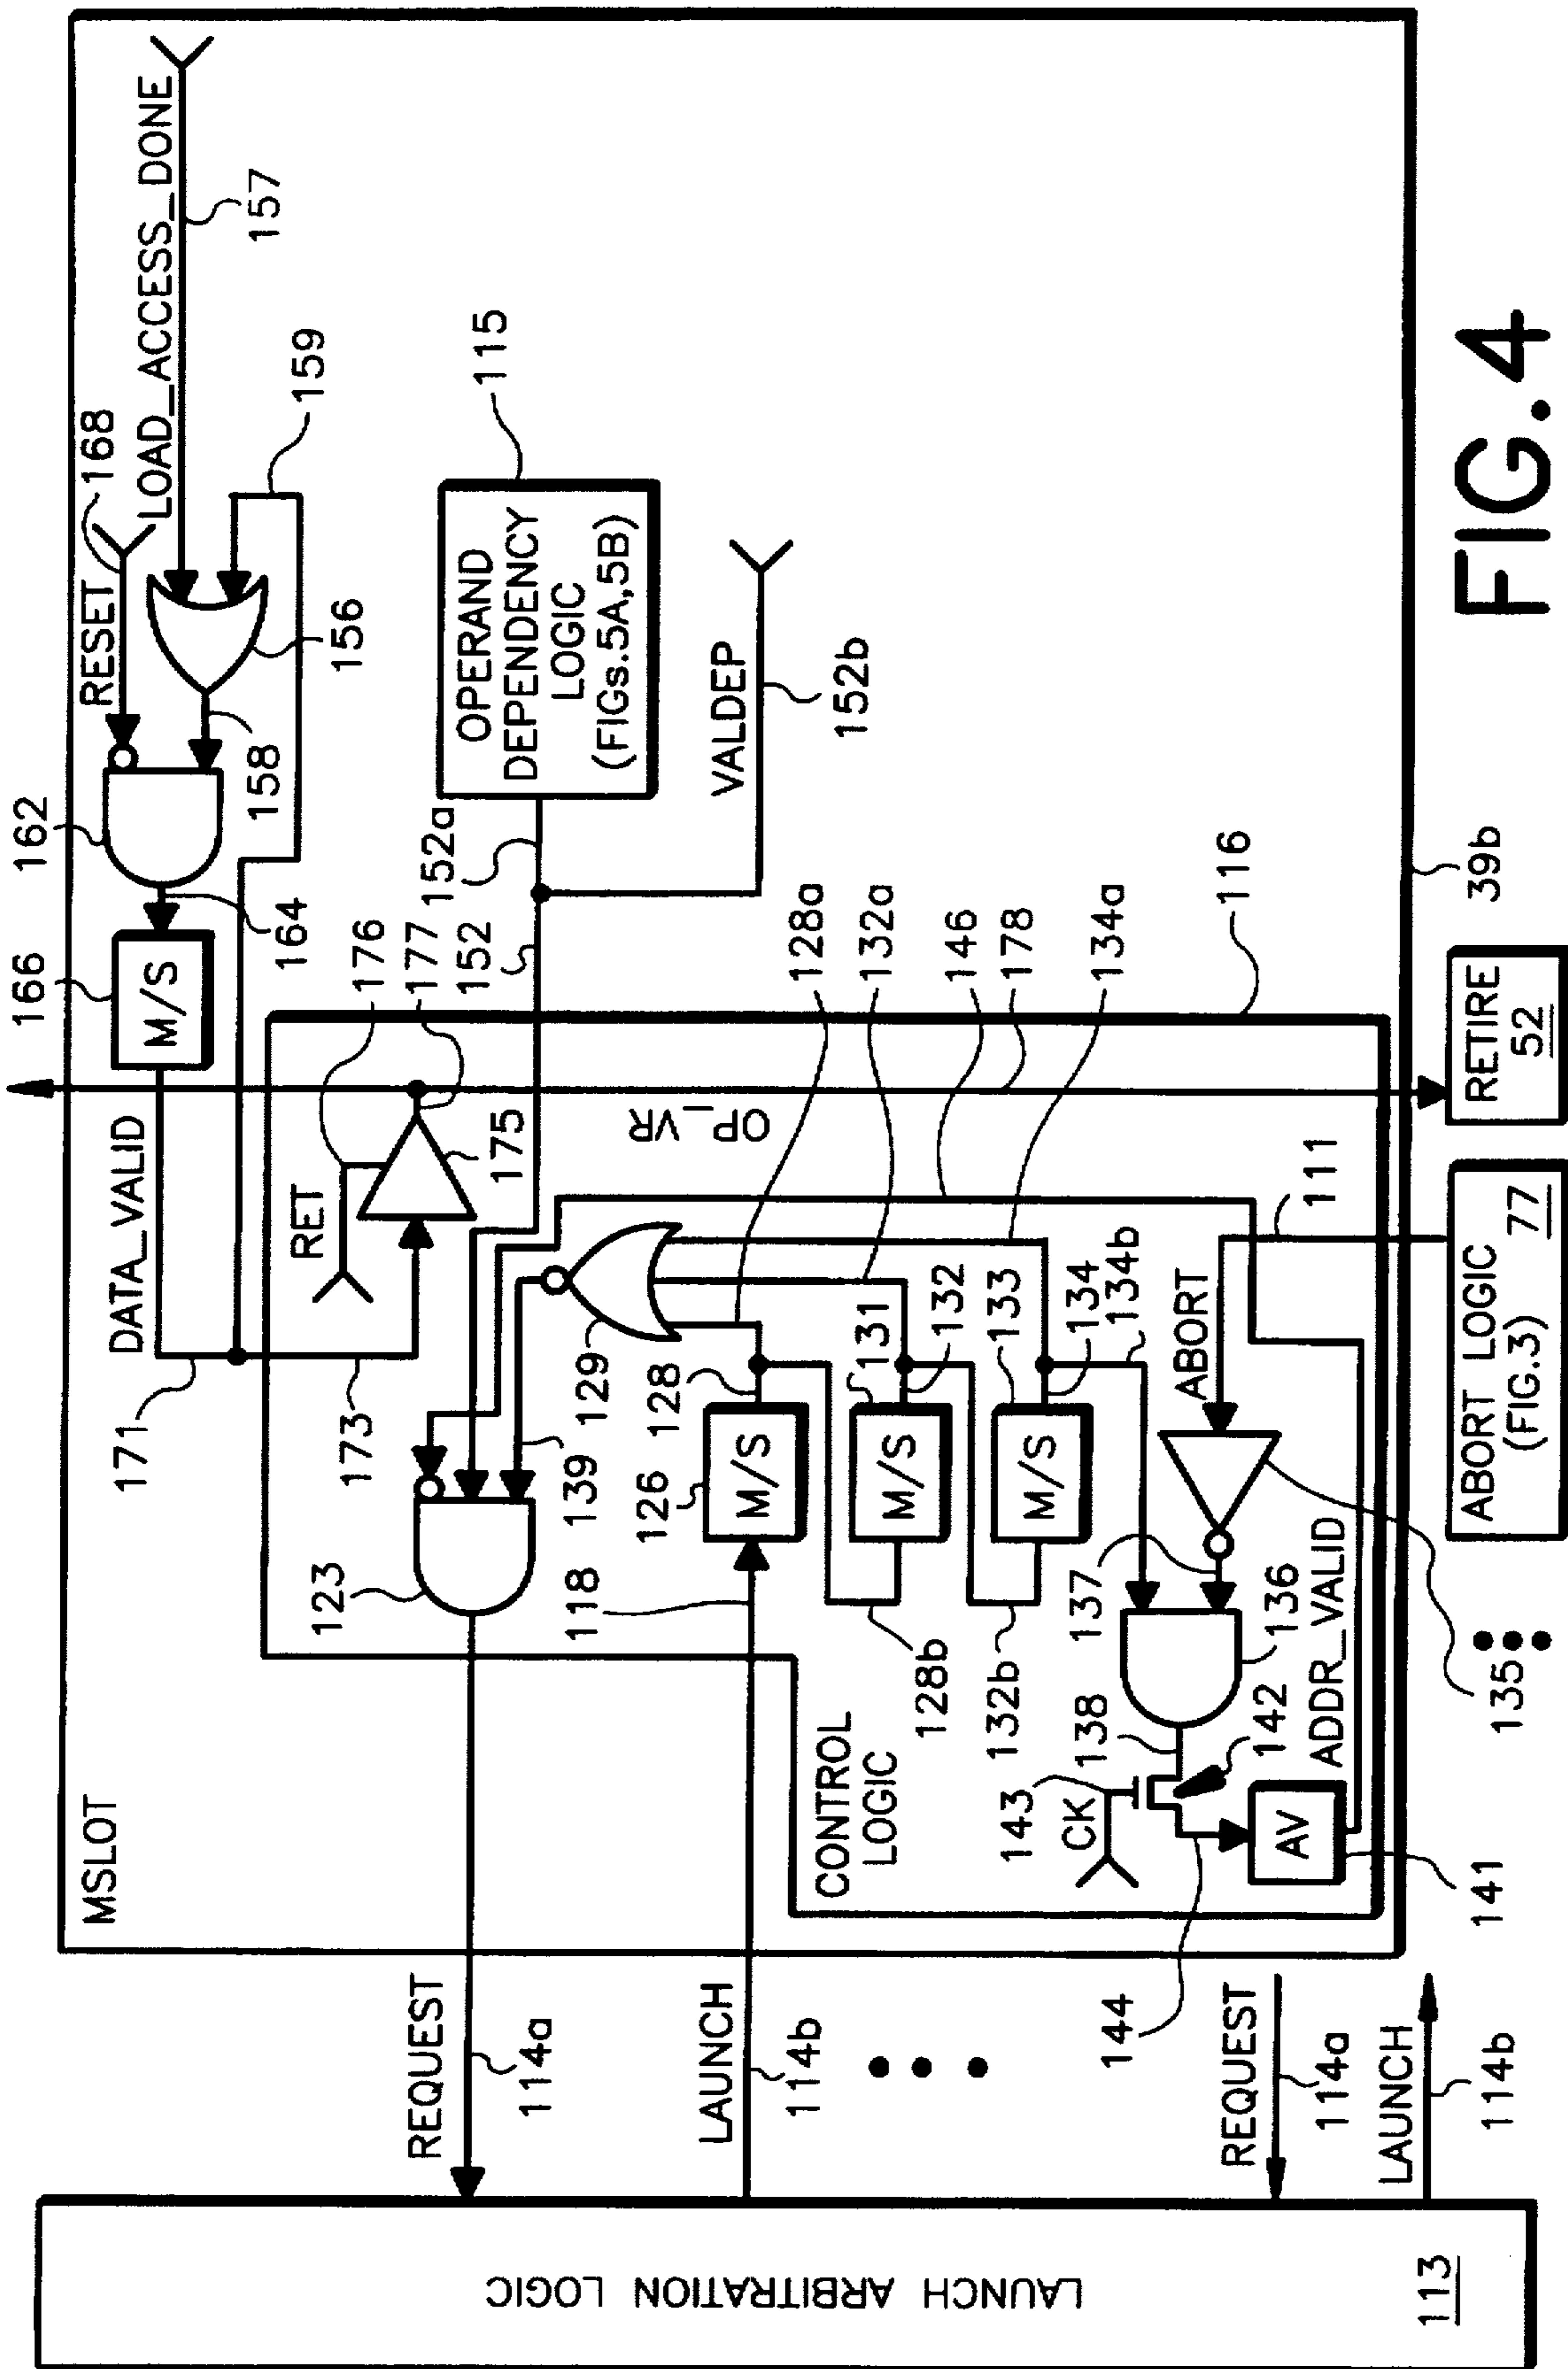 MSLOT
162
166
RESET
168
LOAD_ACCESS_DONE
157
M/S
164
158
156
159
DATA_VALID
171
173
RET
176
177
175
OP_VR
152
152a
OPERAND
DEPENDENCY
LOGIC
(FIGs.5A,5B)
115
VALDEP
152b
REQUEST
114a
123
139
129
128a
132a
146
178
134a
116
39b
LAUNCH
114b
118
126
M/S
128
128b
M/S
131
132
132b
M/S
133
134
134b
CONTROL
LOGIC
CK
143
138
142
137
136
ABORT
111
135
ADDR_VALID
AV
141
144
LAUNCH ARBITRATION LOGIC
113
REQUEST
114a
LAUNCH
114b
ABORT LOGIC
(FIG.3)
77
RETIRE
52
FIG.4